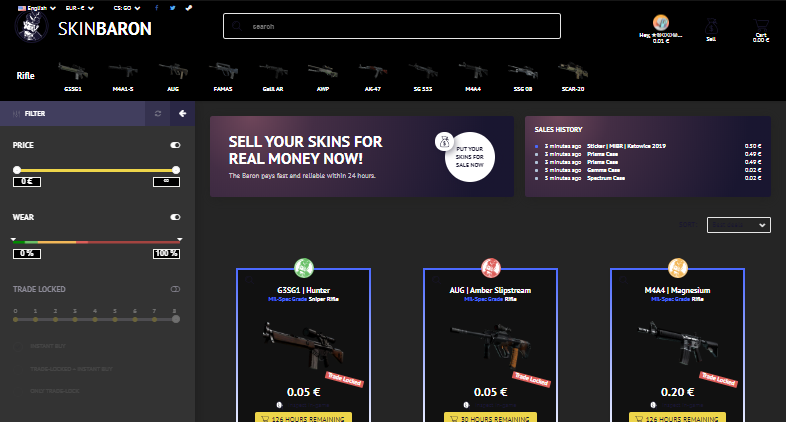 English EUR - € CS: GO
SKINBARON
search
Hey,
0.01 €
Sell
Cart
0.00 €
Rifle
G3SG1 M4A1-S AUG FAMAS Galil AR AWP AK-47 SG 553 M4A4 SSG 08 SCAR-20
FILTER
PRICE
0 € ∞
WEAR
0 % 100 %
TRADE LOCKED
0 1 2 3 4 5 6 7 8
INSTANT BUY
TRADE-LOCKED + INSTANT BUY
ONLY TRADE-LOCK
SELL YOUR SKINS FOR
REAL MONEY NOW!
The Baron pays fast and reliable within 24 hours.
PUT YOUR
SKINS FOR
SALE NOW
SALES HISTORY
3 minutes ago Sticker | MIBR | Katowice 2019 0.50 €
3 minutes ago Prisma Case 0.49 €
3 minutes ago Prisma Case 0.49 €
3 minutes ago Gamma Case 0.02 €
3 minutes ago Spectrum Case 0.02 €
SORT
G3SG1 | Hunter
Mil-Spec Grade Sniper Rifle
Trade Locked
0.05 €
126 HOURS REMAINING
AUG | Amber Slipstream
Mil-Spec Grade Rifle
Trade Locked
0.05 €
30 HOURS REMAINING
M4A4 | Magnesium
Mil-Spec Grade Rifle
Trade Locked
0.20 €
126 HOURS REMAINING